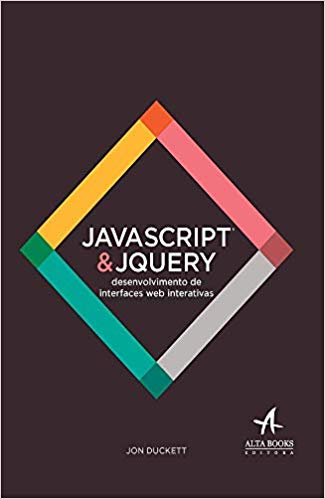 JAVASCRIPT
& JQUERY
desenvolvimento de
interfaces web interativas
JON DUCKETT
A
ALTA BOOKS
EDITORA